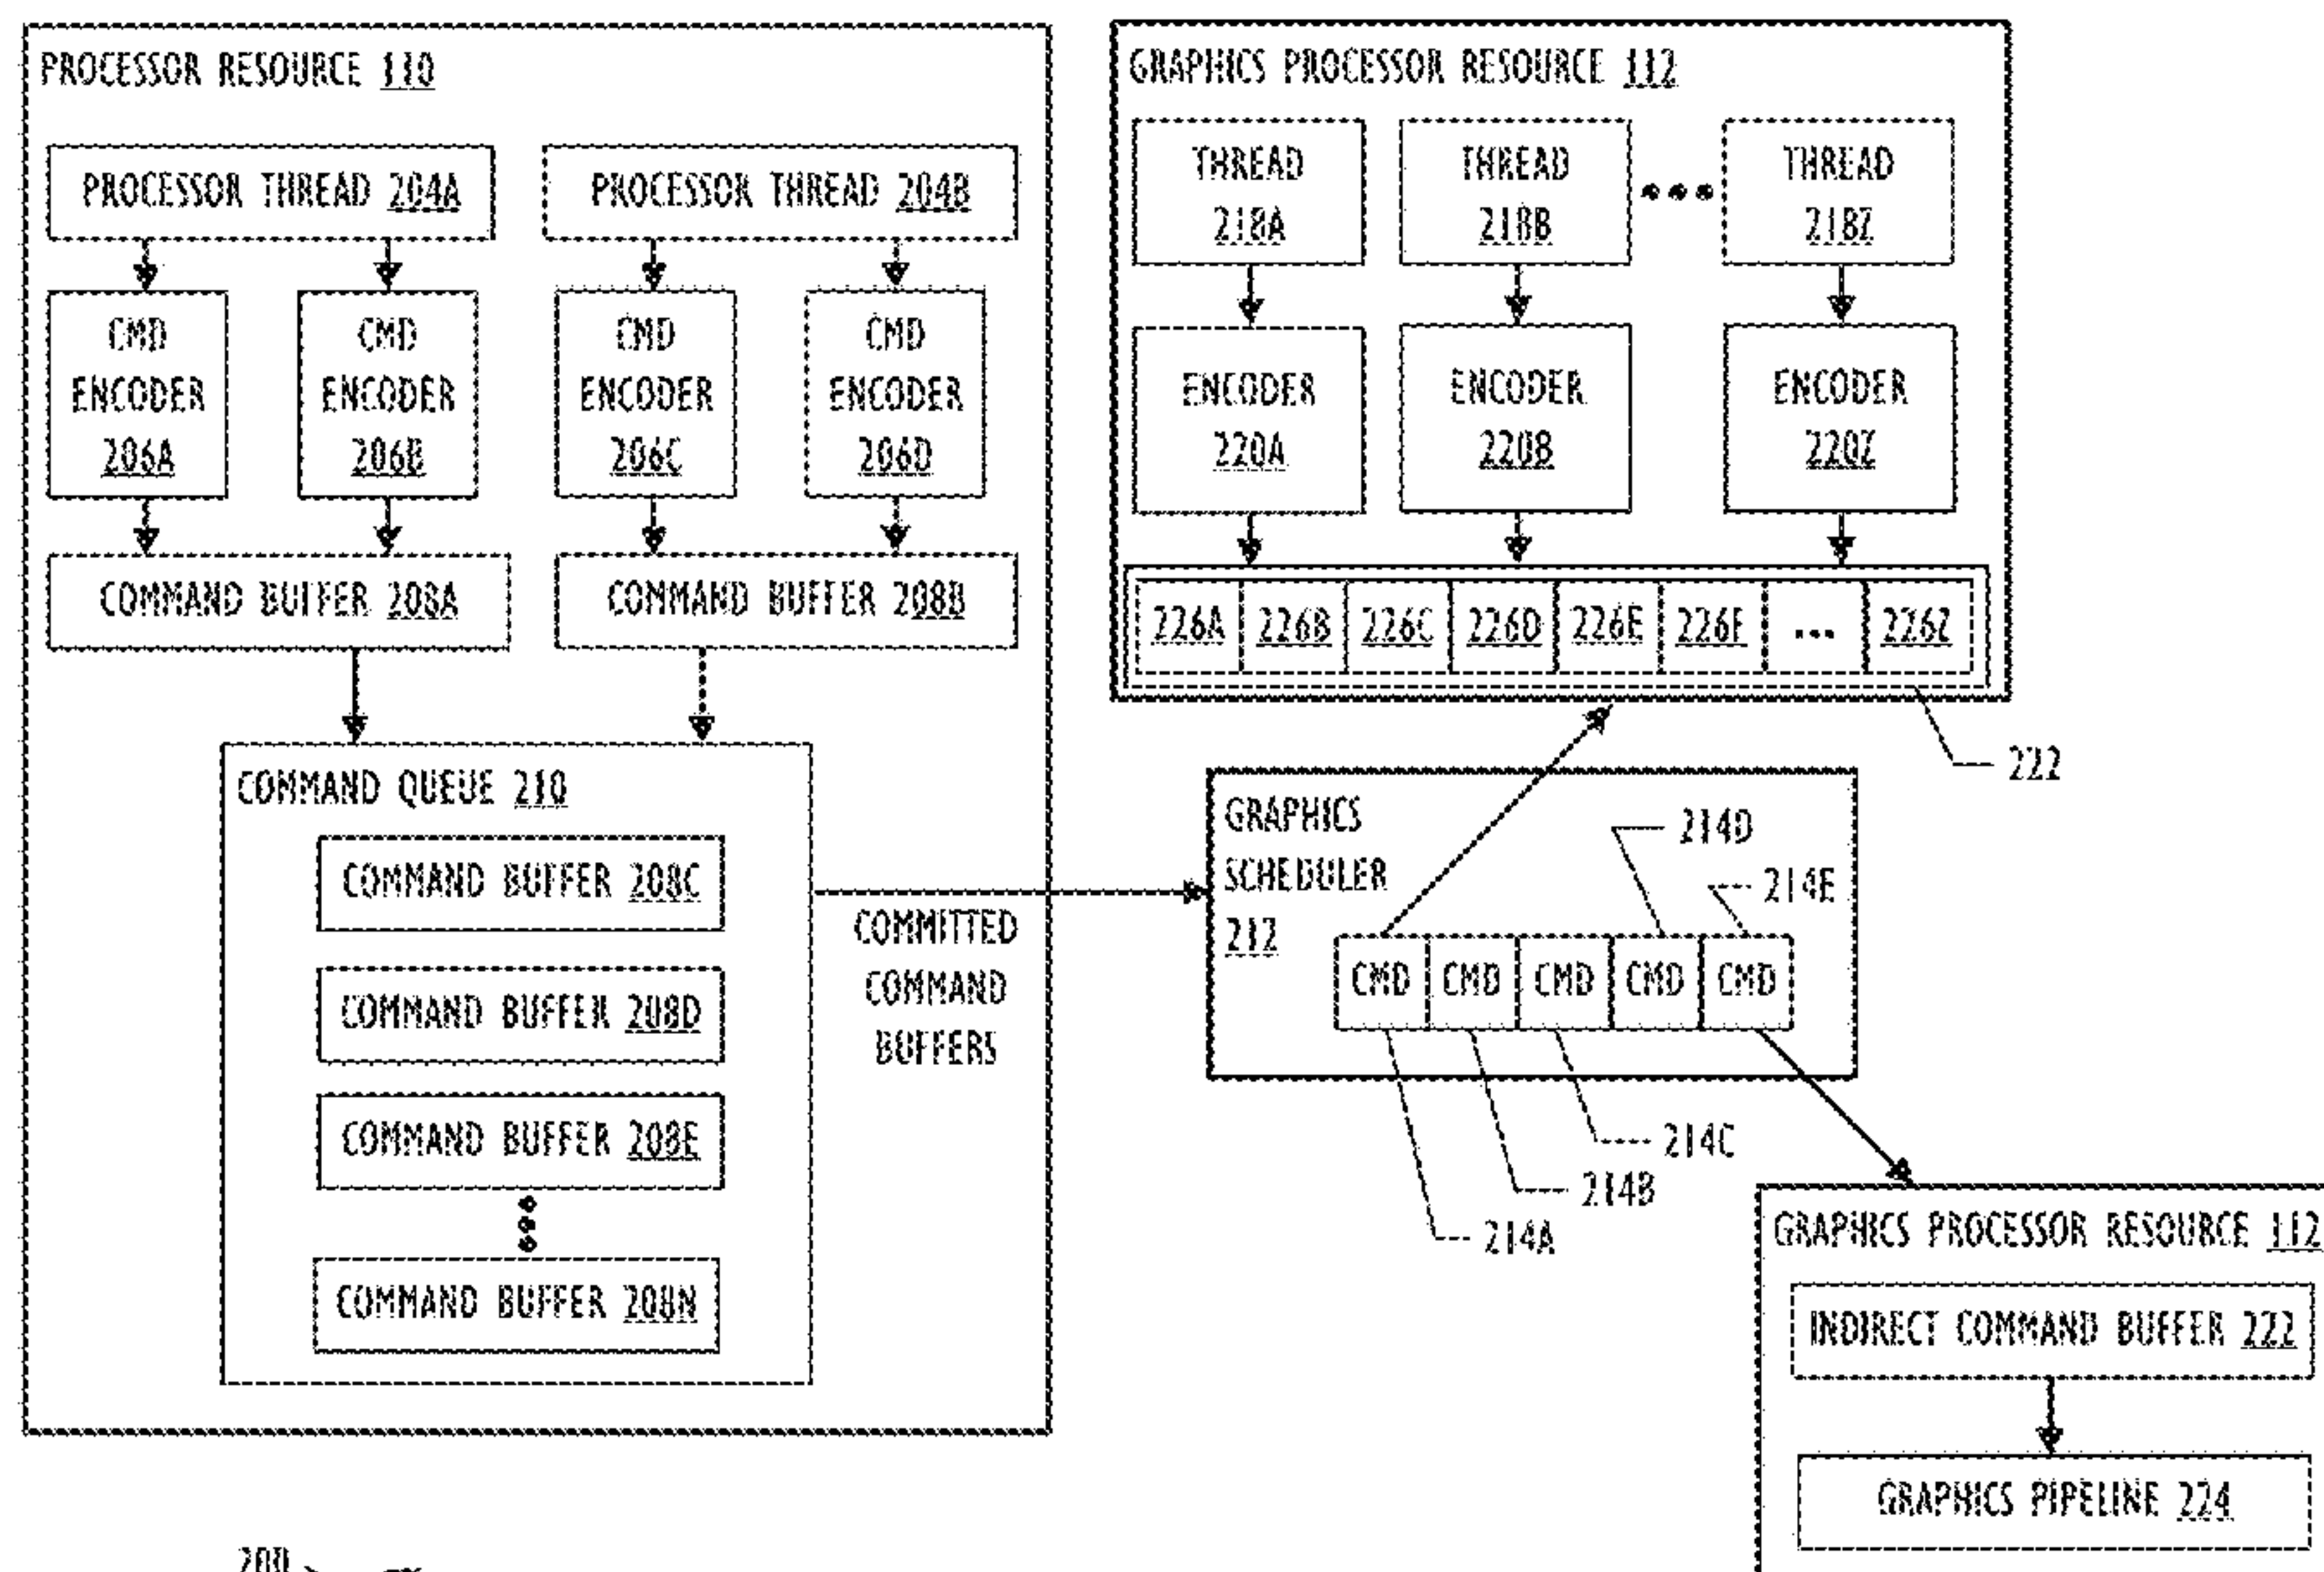 PROCESSOR RESOURCE 110
PROCESSOR THREAD 204A
PROCESSOR THREAD 204B
CMD
ENCODER
206A
CMD
ENCODER
206B
CMD
ENCODER
206C
CMD
ENCODER
206D
COMMAND BUFFER 208A
COMMAND BUFFER 208B
COMMAND QUEUE 210
COMMAND BUFFER 208C
COMMAND BUFFER 208D
COMMAND BUFFER 208E
COMMAND BUFFER 208N
COMMITTED
COMMAND
BUFFERS
GRAPHICS PROCESSOR RESOURCE 112
THREAD
218A
THREAD
218B
•••
THREAD
218Z
ENCODER
220A
ENCODER
220B
ENCODER
220Z
226A 226B 226C 226D 226E 226F ... 226Z
222
GRAPHICS
SCHEDULER
212
214D
214E
CMD CMD CMD CMD CMD
214C
214B
214A
GRAPHICS PROCESSOR RESOURCE 112
INDIRECT COMMAND BUFFER 222
GRAPHICS PIPELINE 224
200